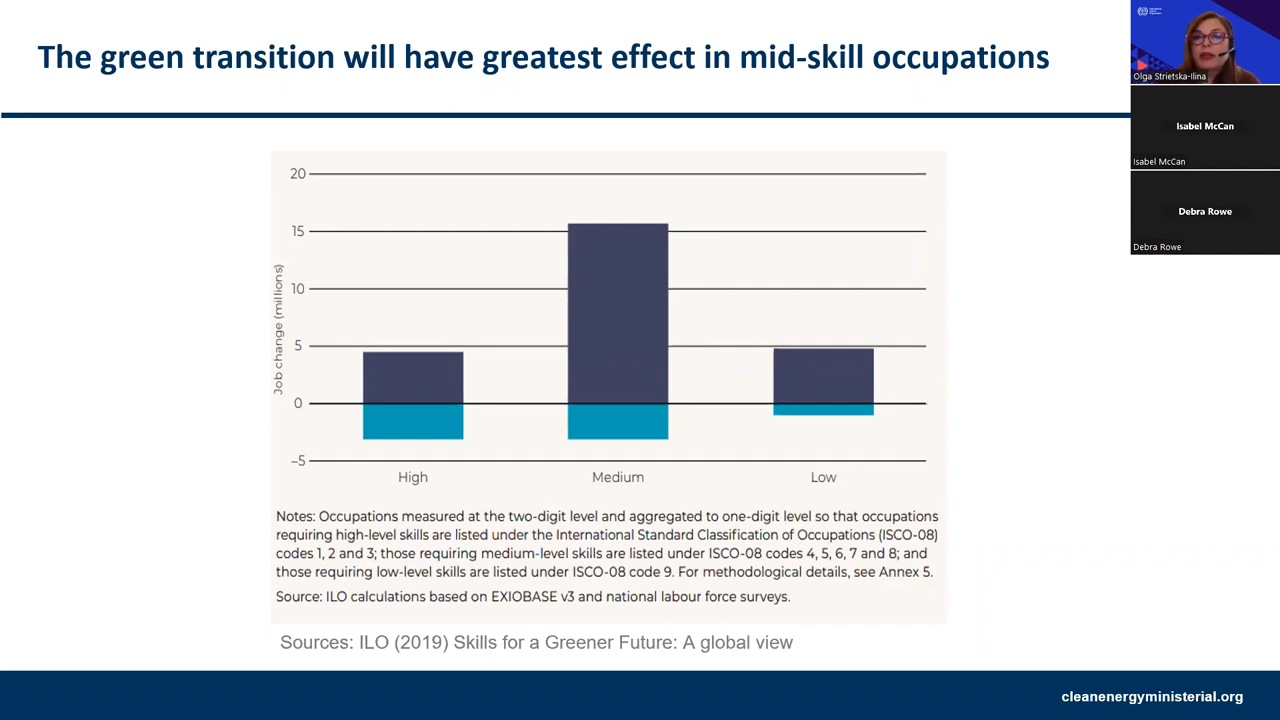 The green transition will have greatest effect in mid-skill occupations
Olga Strietska-Ilina
Isabel McCan
Isabel McCan
Debra Rowe
Debra Rowe
Job change (millions)
20
15
10
5
0
–5
High
Medium
Low
Notes: Occupations measured at the two-digit level and aggregated to one-digit level so that occupations
requiring high-level skills are listed under the International Standard Classification of Occupations (ISCO-08)
codes 1, 2 and 3; those requiring medium-level skills are listed under ISCO-08 codes 4, 5, 6, 7 and 8; and
those requiring low-level skills are listed under ISCO-08 code 9. For methodological details, see Annex 5.
Source: ILO calculations based on EXIOBASE v3 and national labour force surveys.
Sources: ILO (2019) Skills for a Greener Future: A global view
cleanenergyministerial.org